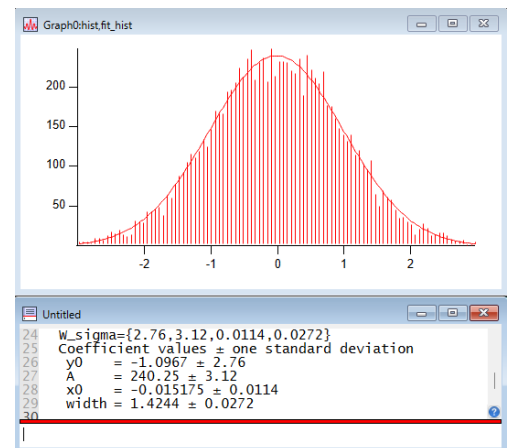 Graph0:hist,fit_hist
200
150
100
50
-2 -1 0 1 2
Untitled
24 W_sigma={2.76,3.12,0.0114,0.0272}
25 Coefficient values ± one standard deviation
26 y0 = -1.0967 ± 2.76
27 A = 240.25 ± 3.12
28 x0 = -0.015175 ± 0.0114
29 width = 1.4244 ± 0.0272
30